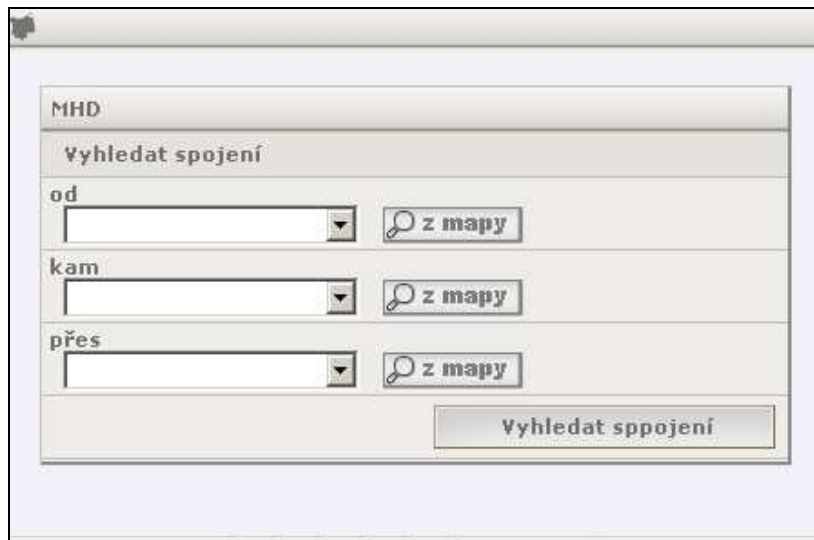 MHD
Vyhledat spojení
od
z mapy
kam
z mapy
přes
z mapy
Vyhledat sppojení